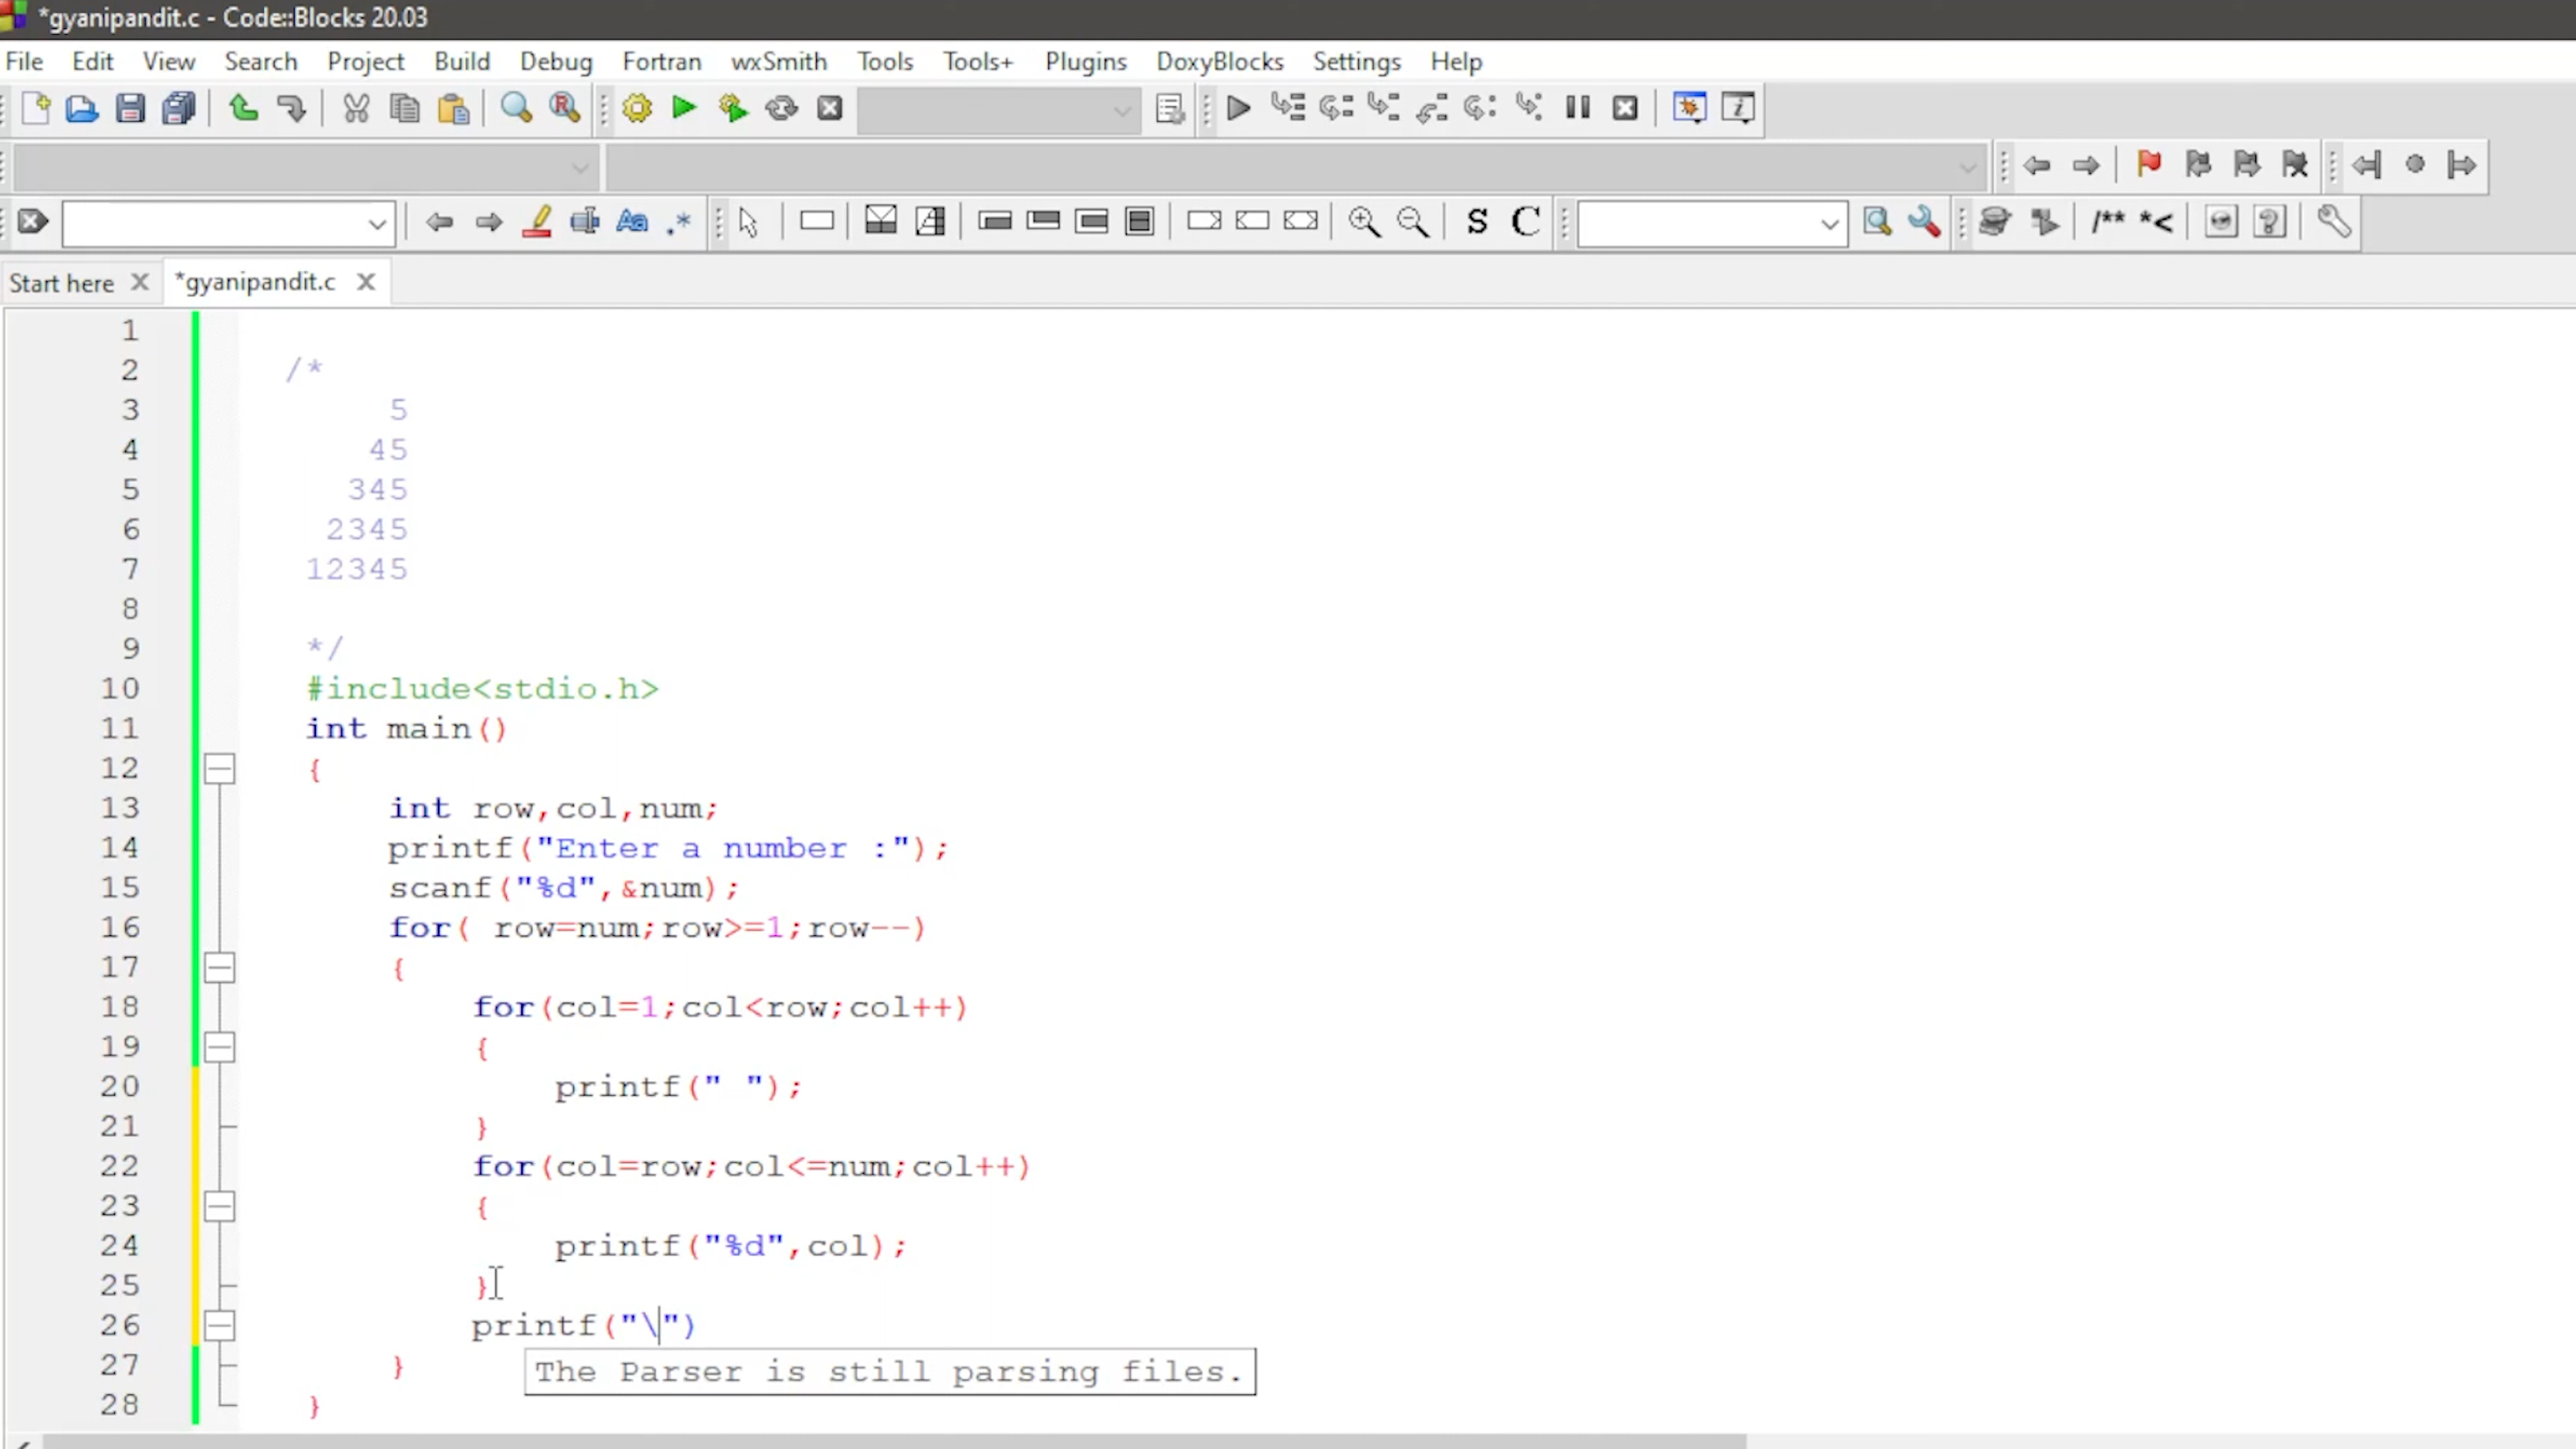 *gyanipandit.c - Code::Blocks 20.03
File Edit View Search Project Build Debug Fortran wxSmith Tools Tools+ Plugins DoxyBlocks Settings Help
Aa .* S C /** *<
Start here *gyanipandit.c
1
2 /*
3 5
4 45
5 345
6 2345
7 12345
8
9 */
10 #include<stdio.h>
11 int main()
12 {
13 int row,col,num;
14 printf("Enter a number :");
15 scanf("%d",&num);
16 for( row=num;row>=1;row--)
17 {
18 for(col=1;col<row;col++)
19 {
20 printf(" ");
21 }
22 for(col=row;col<=num;col++)
23 {
24 printf("%d",col);
25 }
26 printf("\")
27 }
The Parser is still parsing files.
28 }